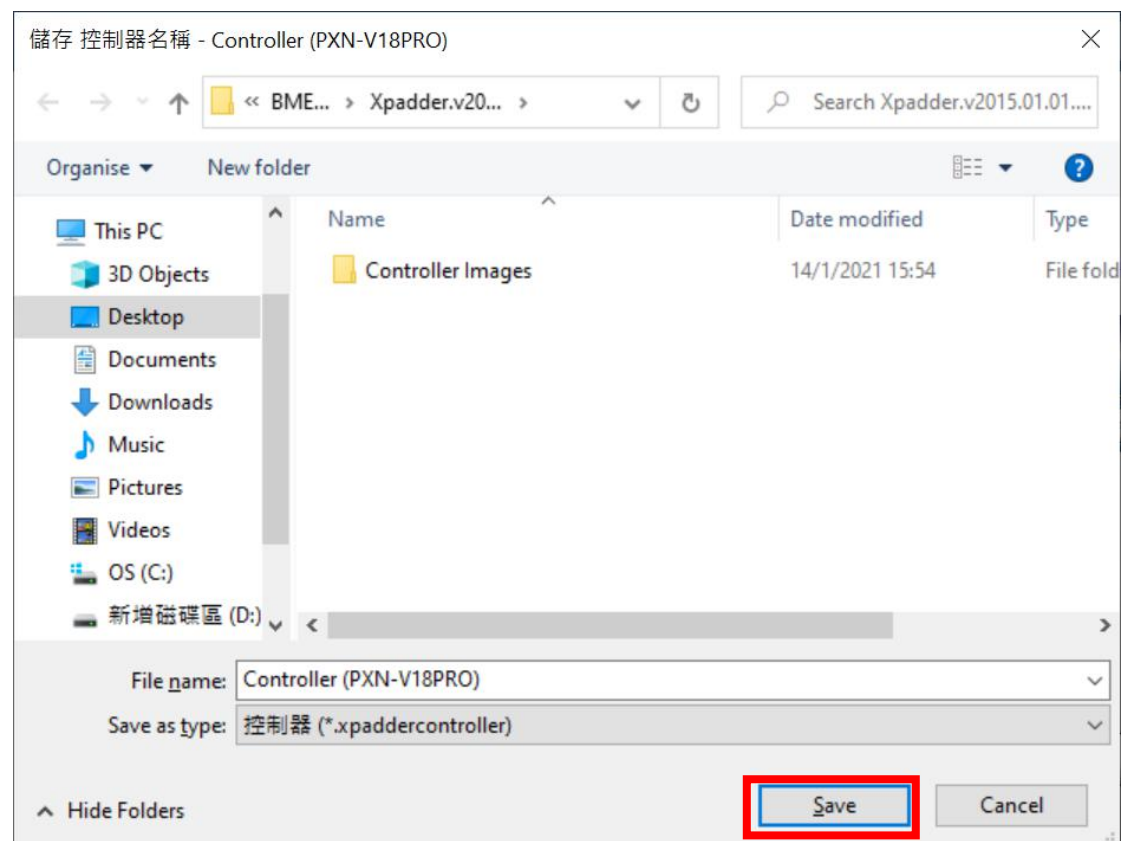 儲存 控制器名稱 - Controller (PXN-V18PRO)
« BME... › Xpadder.v20... ›
Search Xpadder.v2015.01.01....
Organise
New folder
?
This PC
3D Objects
Desktop
Documents
Downloads
Music
Pictures
Videos
OS (C:)
新增磁碟區 (D:)
Name
Date modified
Type
Controller Images
14/1/2021 15:54
File fold
File name: Controller (PXN-V18PRO)
Save as type: 控制器 (*.xpaddercontroller)
Hide Folders
Save
Cancel